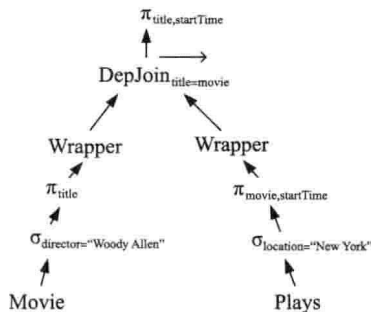 π title,startTime
DepJoin title=movie
Wrapper Wrapper
π title π movie,startTime
σ director="Woody Allen" σ location="New York"
Movie Plays